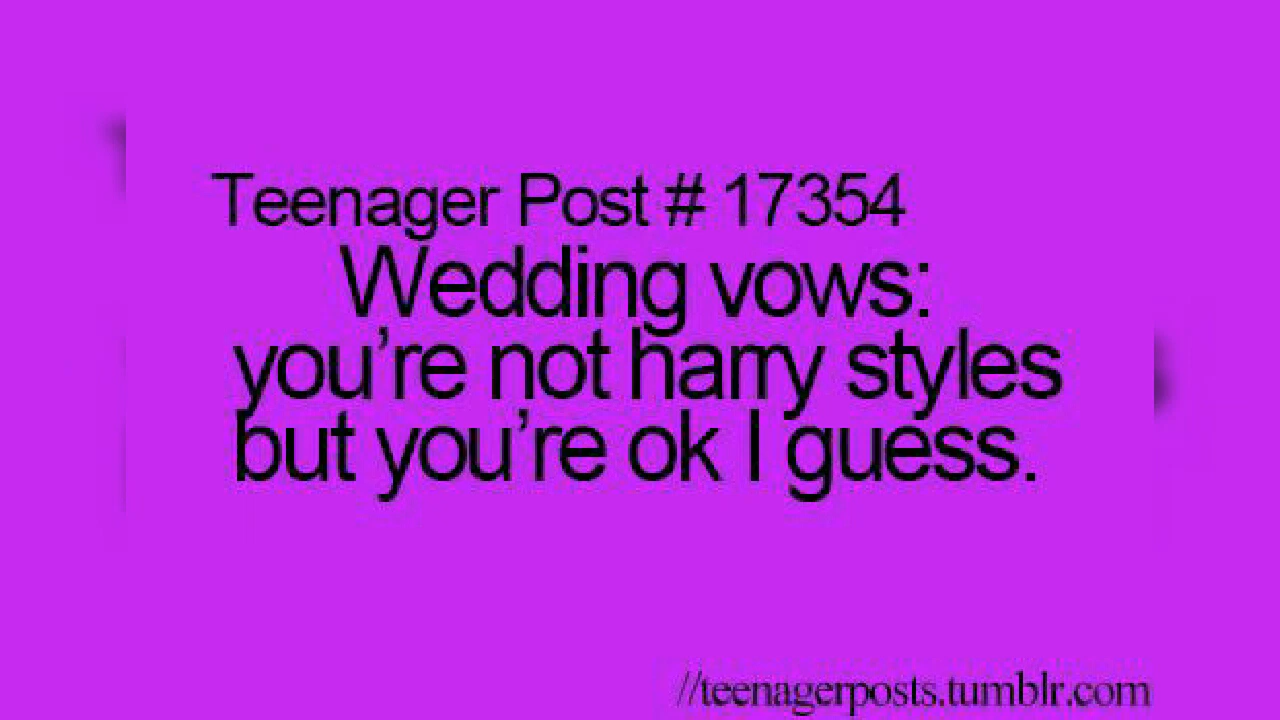 Teenager Post # 17354
Wedding vows:
you're not harry styles
but you're ok I guess.
//teenagerposts.tumblr.com